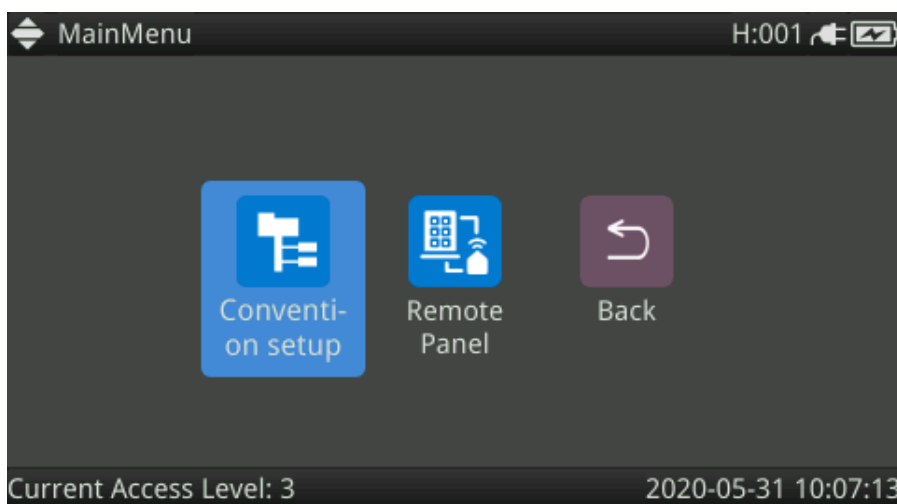 MainMenu H:001
Conventi-
on setup
Remote
Panel
Back
Current Access Level: 3 2020-05-31 10:07:13